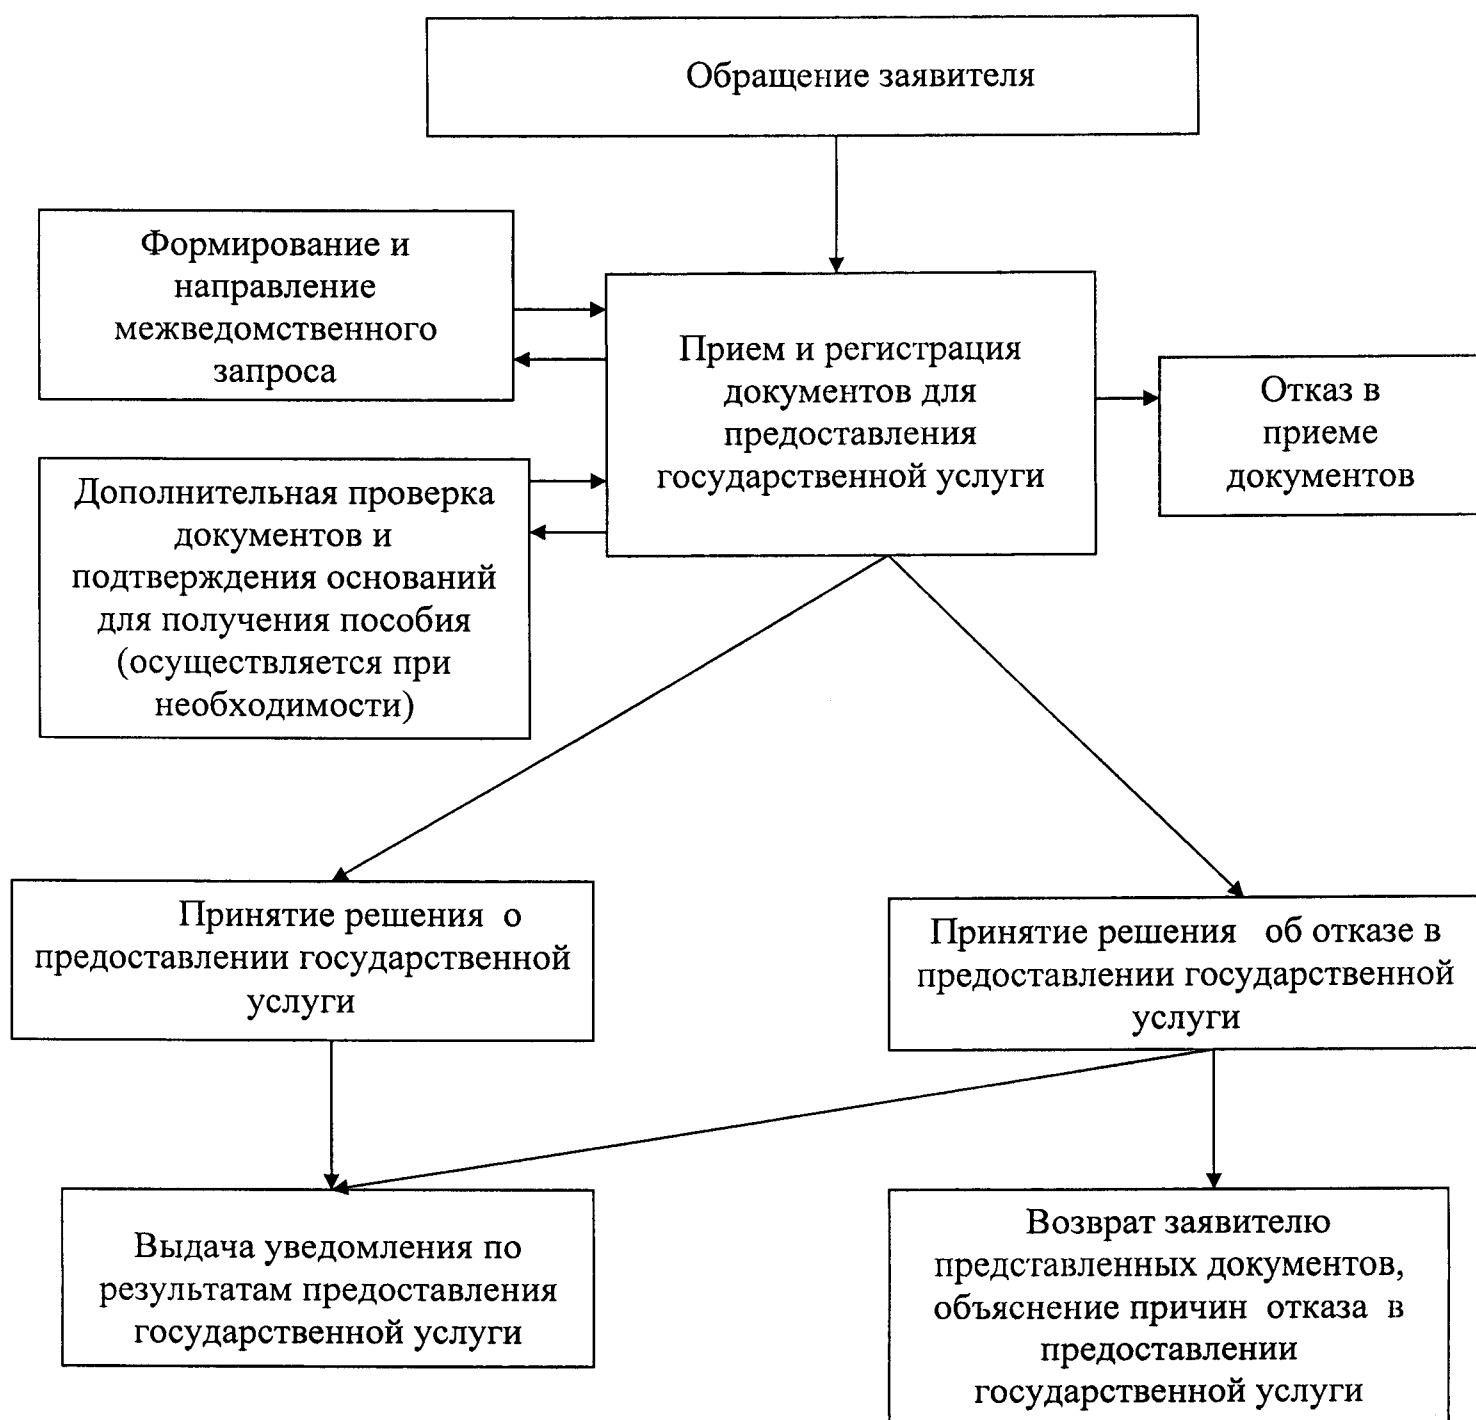 Обращение заявителя
Формирование и
направление
межведомственного
запроса
Прием и регистрация
документов для
предоставления
государственной услуги
Отказ в
приеме
документов
Дополнительная проверка
документов и
подтверждения оснований
для получения пособия
(осуществляется при
необходимости)
Принятие решения о
предоставлении государственной
услуги
Принятие решения об отказе в
предоставлении государственной
услуги
Выдача уведомления по
результатам предоставления
государственной услуги
Возврат заявителю
представленных документов,
объяснение причин отказа в
предоставлении
государственной услуги